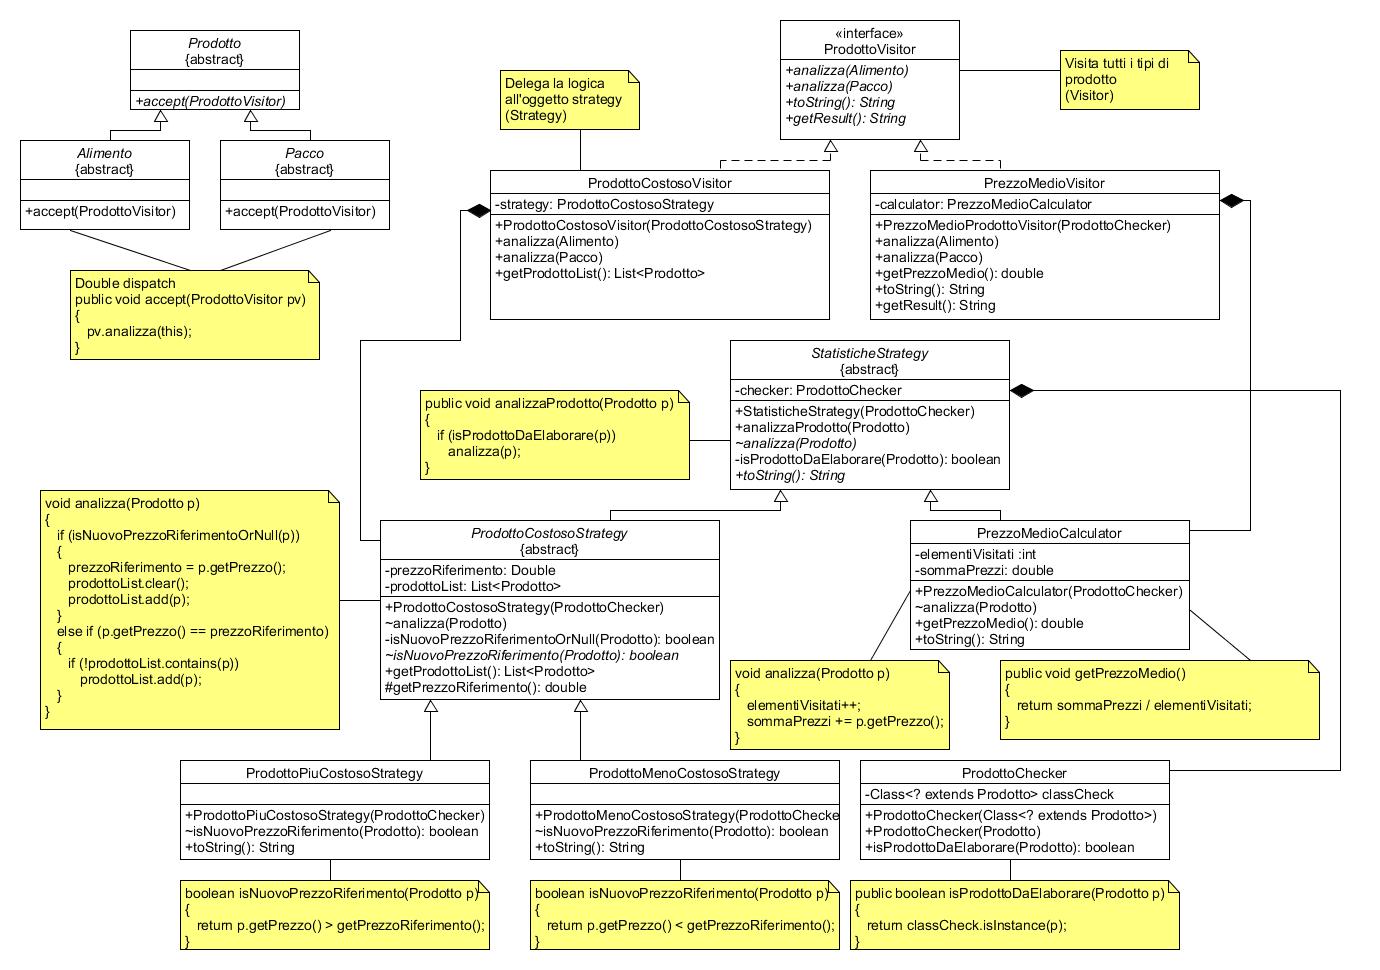 Prodotto
{abstract}
+accept(ProdottoVisitor)
Alimento
{abstract}
+accept(ProdottoVisitor)
Pacco
{abstract}
+accept(ProdottoVisitor)
Double dispatch
public void accept(ProdottoVisitor pv)
{
pv.analizza(this);
}
Delega la logica
all'oggetto strategy
(Strategy)
«interface»
ProdottoVisitor
+analizza(Alimento)
+analizza(Pacco)
+toString(): String
+getResult(): String
Visita tutti i tipi di
prodotto
(Visitor)
ProdottoCostosoVisitor
-strategy: ProdottoCostosoStrategy
+ProdottoCostosoVisitor(ProdottoCostosoStrategy)
+analizza(Alimento)
+analizza(Pacco)
+getProdottoList(): List<Prodotto>
PrezzoMedioVisitor
-calculator: PrezzoMedioCalculator
+PrezzoMedioProdottoVisitor(ProdottoChecker)
+analizza(Alimento)
+analizza(Pacco)
+getPrezzoMedio(): double
+toString(): String
+getResult(): String
StatisticheStrategy
{abstract}
-checker: ProdottoChecker
+StatisticheStrategy(ProdottoChecker)
+analizzaProdotto(Prodotto)
~analizza(Prodotto)
-isProdottoDaElaborare(Prodotto): boolean
+toString(): String
public void analizzaProdotto(Prodotto p)
{
if (isProdottoDaElaborare(p))
analizza(p);
}
void analizza(Prodotto p)
{
if (isNuovoPrezzoRiferimentoOrNull(p))
{
prezzoRiferimento = p.getPrezzo();
prodottoList.clear();
prodottoList.add(p);
}
else if (p.getPrezzo() == prezzoRiferimento)
{
if (!prodottoList.contains(p))
prodottoList.add(p);
}
}
ProdottoCostosoStrategy
{abstract}
-prezzoRiferimento: Double
-prodottoList: List<Prodotto>
+ProdottoCostosoStrategy(ProdottoChecker)
~analizza(Prodotto)
-isNuovoPrezzoRiferimentoOrNull(Prodotto): boolean
~isNuovoPrezzoRiferimento(Prodotto): boolean
+getProdottoList(): List<Prodotto>
#getPrezzoRiferimento(): double
PrezzoMedioCalculator
-elementiVisitati :int
-sommaPrezzi: double
+PrezzoMedioCalculator(ProdottoChecker)
~analizza(Prodotto)
+getPrezzoMedio(): double
+toString(): String
void analizza(Prodotto p)
{
elementiVisitati++;
sommaPrezzi += p.getPrezzo();
}
public void getPrezzoMedio()
{
return sommaPrezzi / elementiVisitati;
}
ProdottoPiuCostosoStrategy
+ProdottoPiuCostosoStrategy(ProdottoChecker)
~isNuovoPrezzoRiferimento(Prodotto): boolean
+toString(): String
ProdottoMenoCostosoStrategy
+ProdottoMenoCostosoStrategy(ProdottoChecke
~isNuovoPrezzoRiferimento(Prodotto): boolean
+toString(): String
ProdottoChecker
-Class<? extends Prodotto> classCheck
+ProdottoChecker(Class<? extends Prodotto>)
+ProdottoChecker(Prodotto)
+isProdottoDaElaborare(Prodotto): boolean
boolean isNuovoPrezzoRiferimento(Prodotto p)
{
return p.getPrezzo() > getPrezzoRiferimento();
}
boolean isNuovoPrezzoRiferimento(Prodotto p)
{
return p.getPrezzo() < getPrezzoRiferimento();
}
public boolean isProdottoDaElaborare(Prodotto p)
{
return classCheck.isInstance(p);
}